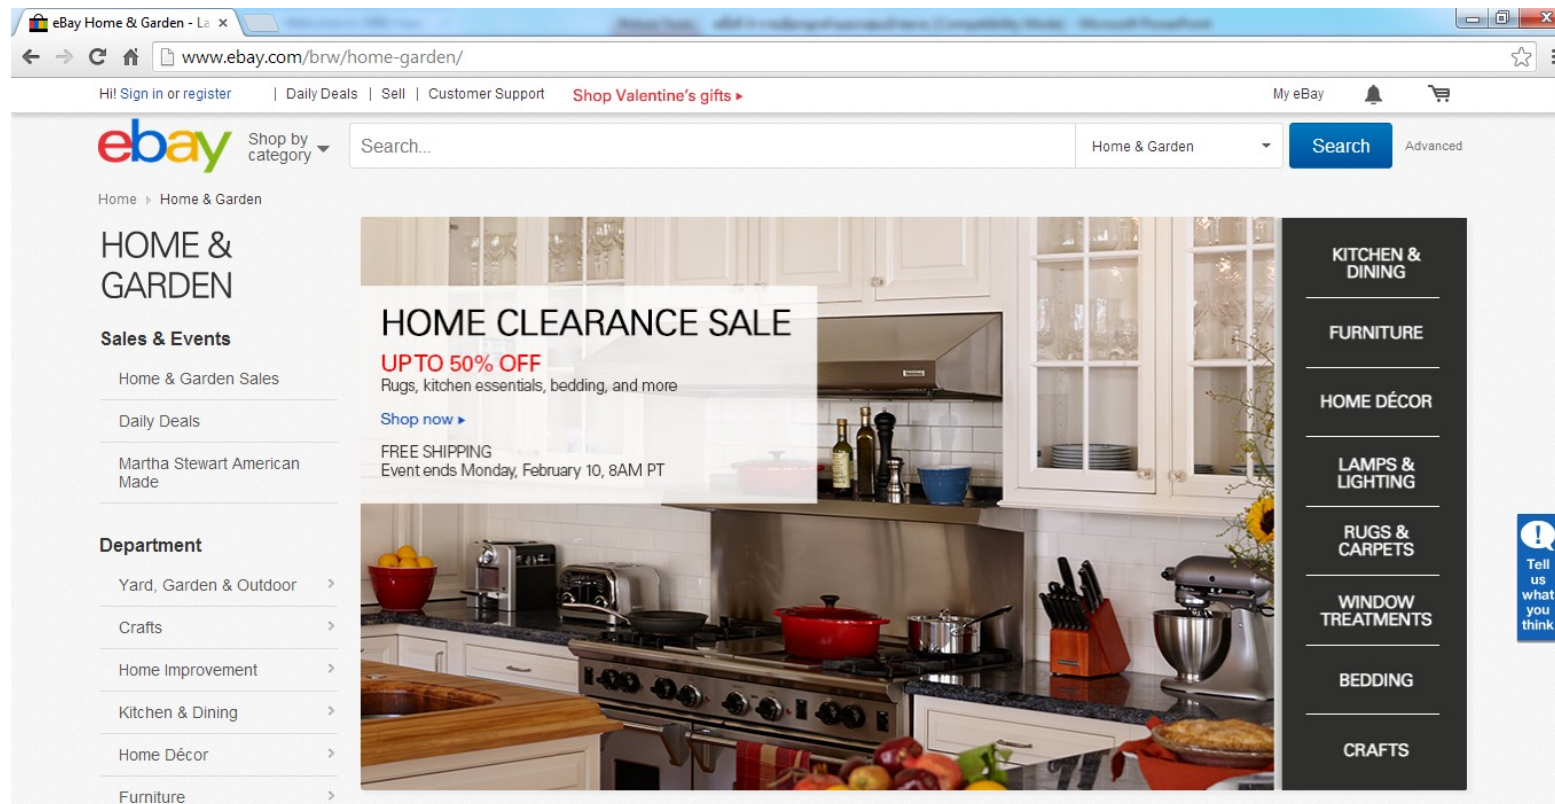 eBay Home & Garden - La
www.ebay.com/brw/home-garden/
Hi! Sign in or register | Daily Deals | Sell | Customer Support Shop Valentine's gifts
My eBay
ebay
Shop by
category
Search...
Home & Garden
Search
Advanced
Home Home & Garden
HOME &
GARDEN
Sales & Events
Home & Garden Sales
Daily Deals
Martha Stewart American
Made
Department
Yard, Garden & Outdoor
Crafts
Home Improvement
Kitchen & Dining
Home Décor
Furniture
HOME CLEARANCE SALE
UP TO 50% OFF
Rugs, kitchen essentials, bedding, and more
Shop now
FREE SHIPPING
Event ends Monday, February 10, 8AM PT
KITCHEN &
DINING
FURNITURE
HOME DÉCOR
LAMPS &
LIGHTING
RUGS &
CARPETS
WINDOW
TREATMENTS
BEDDING
CRAFTS
Tell
us
what
you
think